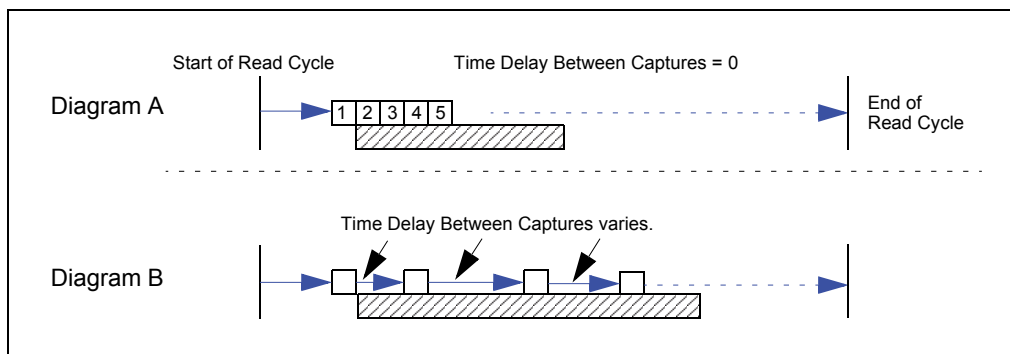 Start of Read Cycle
Time Delay Between Captures = 0
Diagram A
1 2 3 4 5
End of
Read Cycle
Time Delay Between Captures varies.
Diagram B